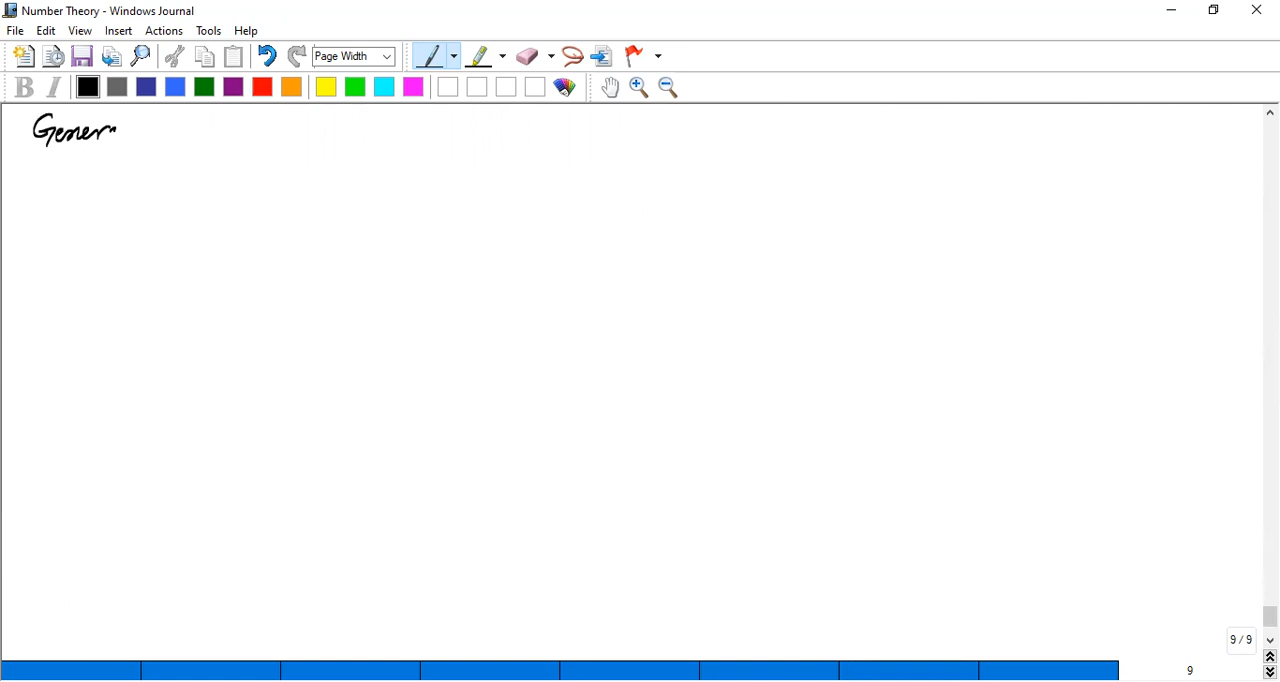 Number Theory - Windows Journal
File Edit View Insert Actions Tools Help
Page Width
B I
Gener
9 / 9
9